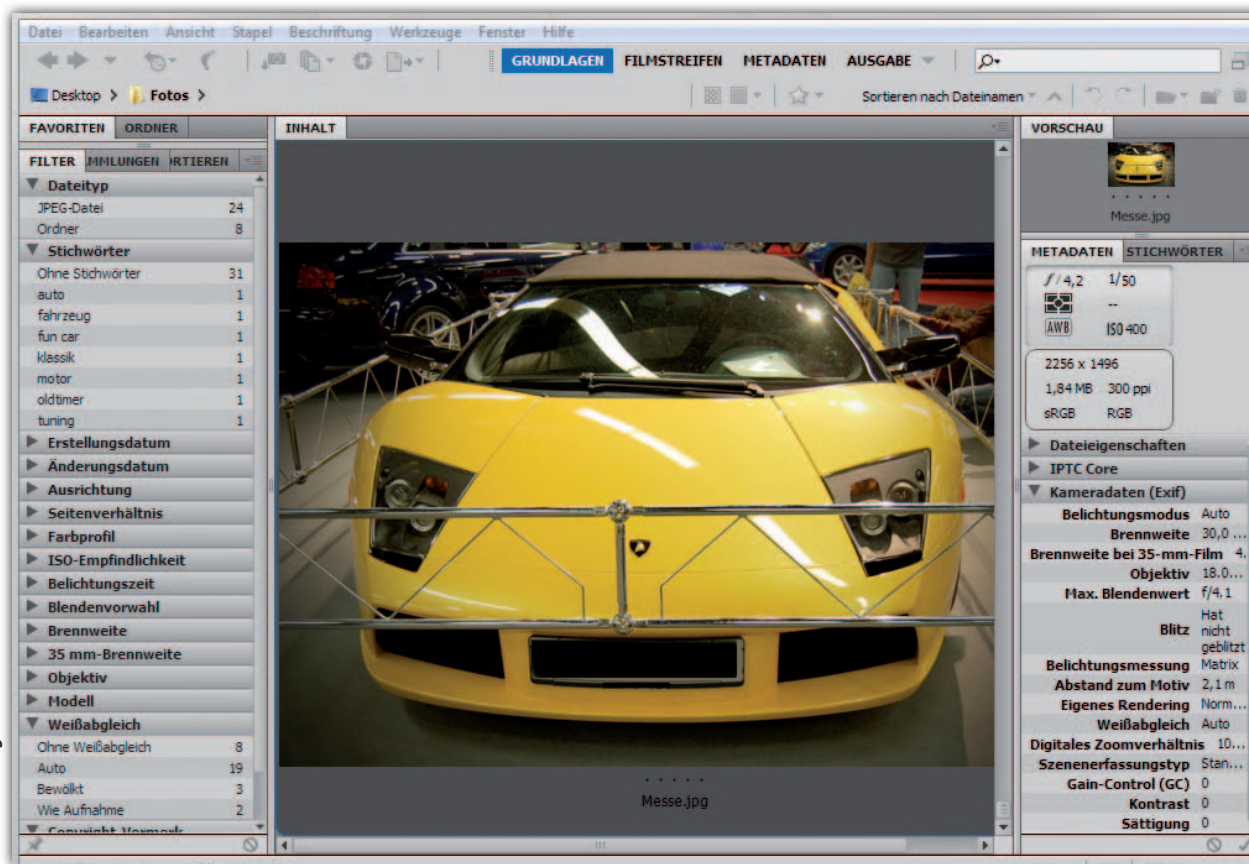 Datei Bearbeiten Ansicht Stapel Beschriftung Werkzeuge Fenster Hilfe
GRUNDLAGEN FILMSTREIFEN METADATEN AUSGABE
Desktop > Fotos >
Sortieren nach Dateinamen
FAVORITEN ORDNER
FILTER MMLUNGEN RTIEREN
Dateityp
JPEG-Datei 24
Ordner 8
Stichwörter
Ohne Stichwörter 31
auto 1
fahrzeug 1
fun car 1
klassik 1
motor 1
oldtimer 1
tuning 1
Erstellungsdatum
Änderungsdatum
Ausrichtung
Seitenverhältnis
Farbprofil
ISO-Empfindlichkeit
Belichtungszeit
Blendenvorwahl
Brennweite
35 mm-Brennweite
Objektiv
Modell
Weißabgleich
Ohne Weißabgleich 8
Auto 19
Bewölkt 3
Wie Aufnahme 2
Copyright-Vermerk
INHALT
Messe.jpg
VORSCHAU
Messe.jpg
METADATEN STICHWÖRTER
f/4,2 1/50
--
AWB ISO 400
2256 x 1496
1,84 MB 300 ppi
sRGB RGB
Dateieigenschaften
IPTC Core
Kameradaten (Exif)
Belichtungsmodus Auto
Brennweite 30,0 ...
Brennweite bei 35-mm-Film 4.
Objektiv 18.0...
Max. Blendenwert f/4.1
Blitz Hat
nicht
geblitzt
Belichtungsmessung Matrix
Abstand zum Motiv 2,1 m
Eigenes Rendering Norm...
Weißabgleich Auto
Digitales Zoomverhältnis 10...
Szenenerfassungstyp Stan...
Gain-Control (GC) 0
Kontrast 0
Sättigung 0